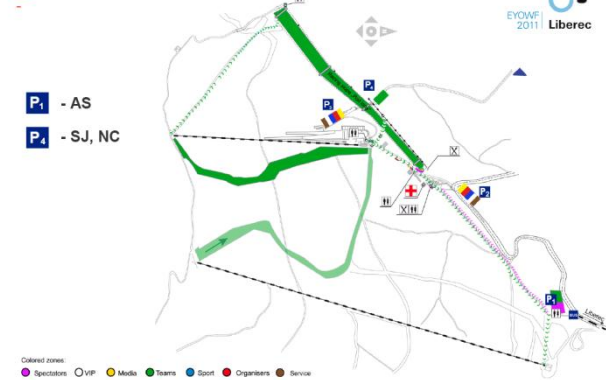 EYOWF
2011 Liberec
P₁ - AS
P₄ - SJ, NC
P₄
P₂
P₁
Liberec
Colored zones:
Spectators VIP Media Teams Sport Organisers Service